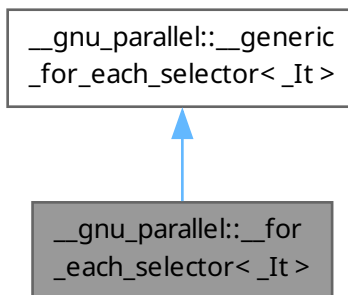 __gnu_parallel::__generic
_for_each_selector< _It >
__gnu_parallel::__for
_each_selector< _It >